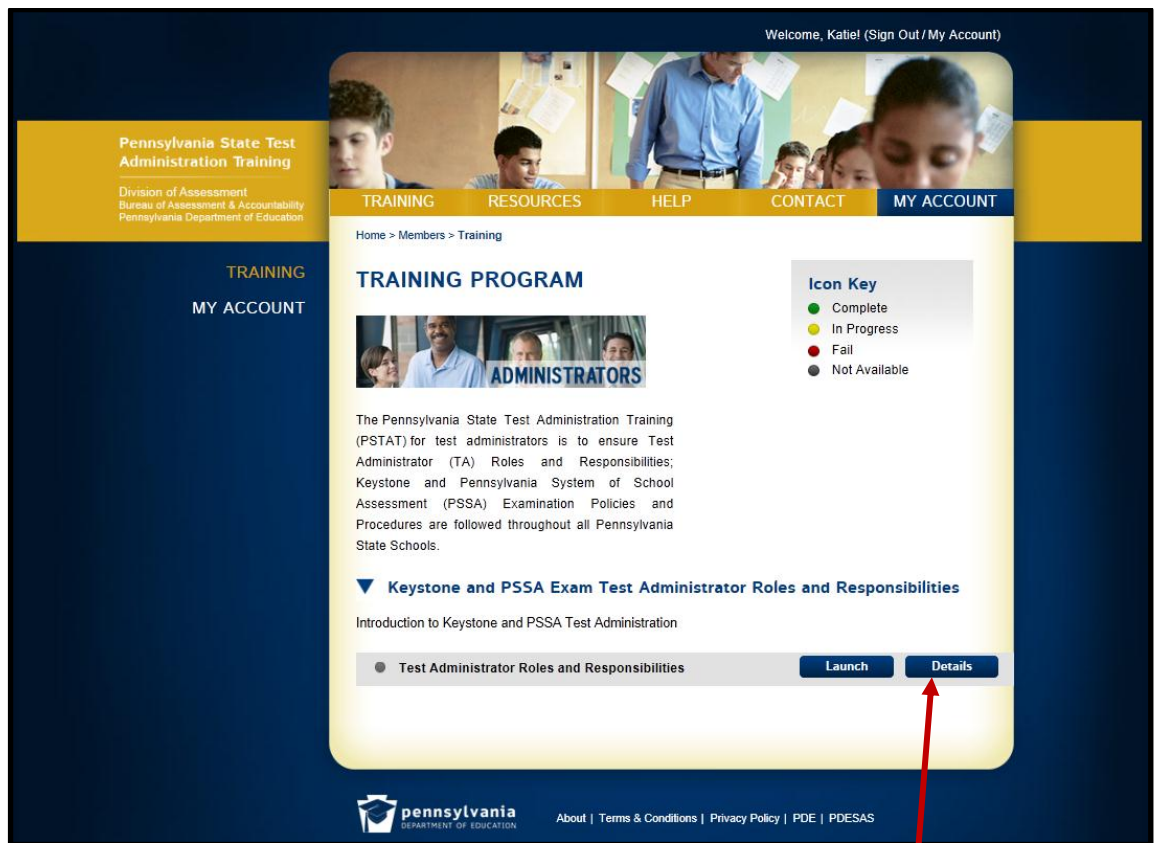 Welcome, Katie! (Sign Out / My Account)
Pennsylvania State Test
Administration Training
Division of Assessment
Bureau of Assessment & Accountability
Pennsylvania Department of Education
TRAINING RESOURCES HELP CONTACT MY ACCOUNT
Home > Members > Training
TRAINING
MY ACCOUNT
TRAINING PROGRAM
ADMINISTRATORS
Icon Key
Complete
In Progress
Fail
Not Available
The Pennsylvania State Test Administration Training
(PSTAT) for test administrators is to ensure Test
Administrator (TA) Roles and Responsibilities;
Keystone and Pennsylvania System of School
Assessment (PSSA) Examination Policies and
Procedures are followed throughout all Pennsylvania
State Schools.
Keystone and PSSA Exam Test Administrator Roles and Responsibilities
Introduction to Keystone and PSSA Test Administration
Test Administrator Roles and Responsibilities Launch Details
pennsylvania
DEPARTMENT OF EDUCATION
About | Terms & Conditions | Privacy Policy | PDE | PDESAS